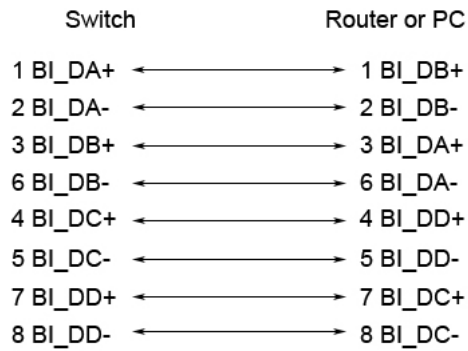 Switch Router or PC
1 BI_DA+ 1 BI_DB+
2 BI_DA- 2 BI_DB-
3 BI_DB+ 3 BI_DA+
6 BI_DB- 6 BI_DA-
4 BI_DC+ 4 BI_DD+
5 BI_DC- 5 BI_DD-
7 BI_DD+ 7 BI_DC+
8 BI_DD- 8 BI_DC-